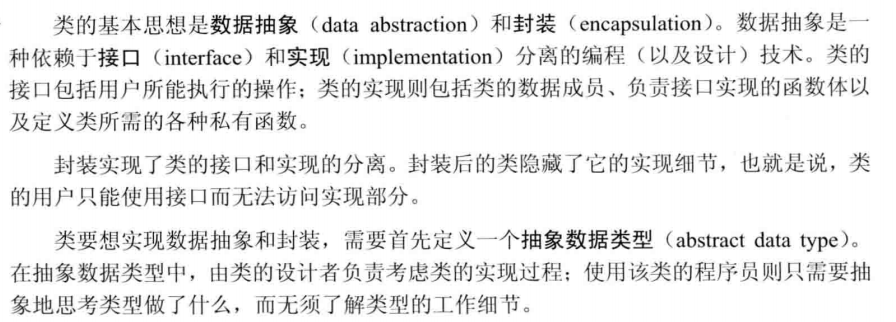 类的基本思想是数据抽象（data abstraction）和封装（encapsulation）。数据抽象是一
种依赖于接口（interface）和实现（implementation）分离的编程（以及设计）技术。类的
接口包括用户所能执行的操作；类的实现则包括类的数据成员、负责接口实现的函数体以
及定义类所需的各种私有函数。
封装实现了类的接口和实现的分离。封装后的类隐藏了它的实现细节，也就是说，类
的用户只能使用接口而无法访问实现部分。
类要想实现数据抽象和封装，需要首先定义一个抽象数据类型（abstract data type）。
在抽象数据类型中，由类的设计者负责考虑类的实现过程；使用该类的程序员则只需要抽
象地思考类型做了什么，而无须了解类型的工作细节。